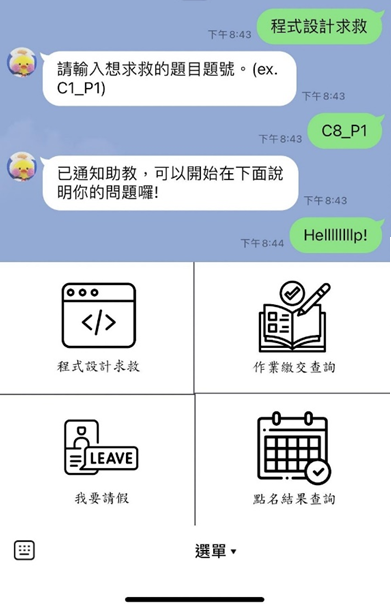 程式設計求救
下午8:43
請輸入想求救的題目題號。(ex.
C1_P1)
下午8:43
C8_P1
下午8:43
已通知助教，可以開始在下面說
明你的問題囉!
下午8:43
Hellllllllp!
下午8:44
</>
程式設計求救
作業繳交查詢
LEAVE
我要請假
點名結果查詢
選單